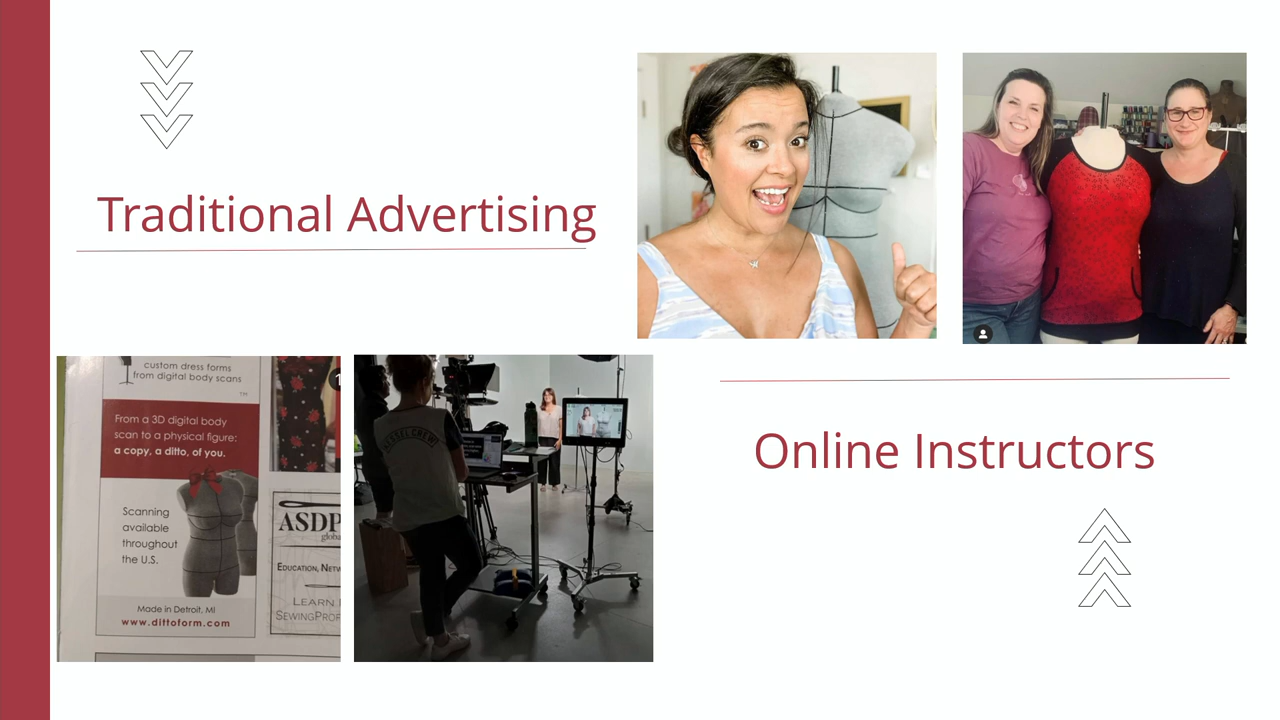 Traditional Advertising
custom dress forms
from digital body scans
TM
From a 3D digital body
scan to a physical figure:
a copy, a ditto, of you.
Scanning
available
throughout
the U.S.
Made in Detroit, MI
www.dittoform.com
ASDP
global
EDUCATION, NETW
LEARN
SEWINGPROF
Online Instructors